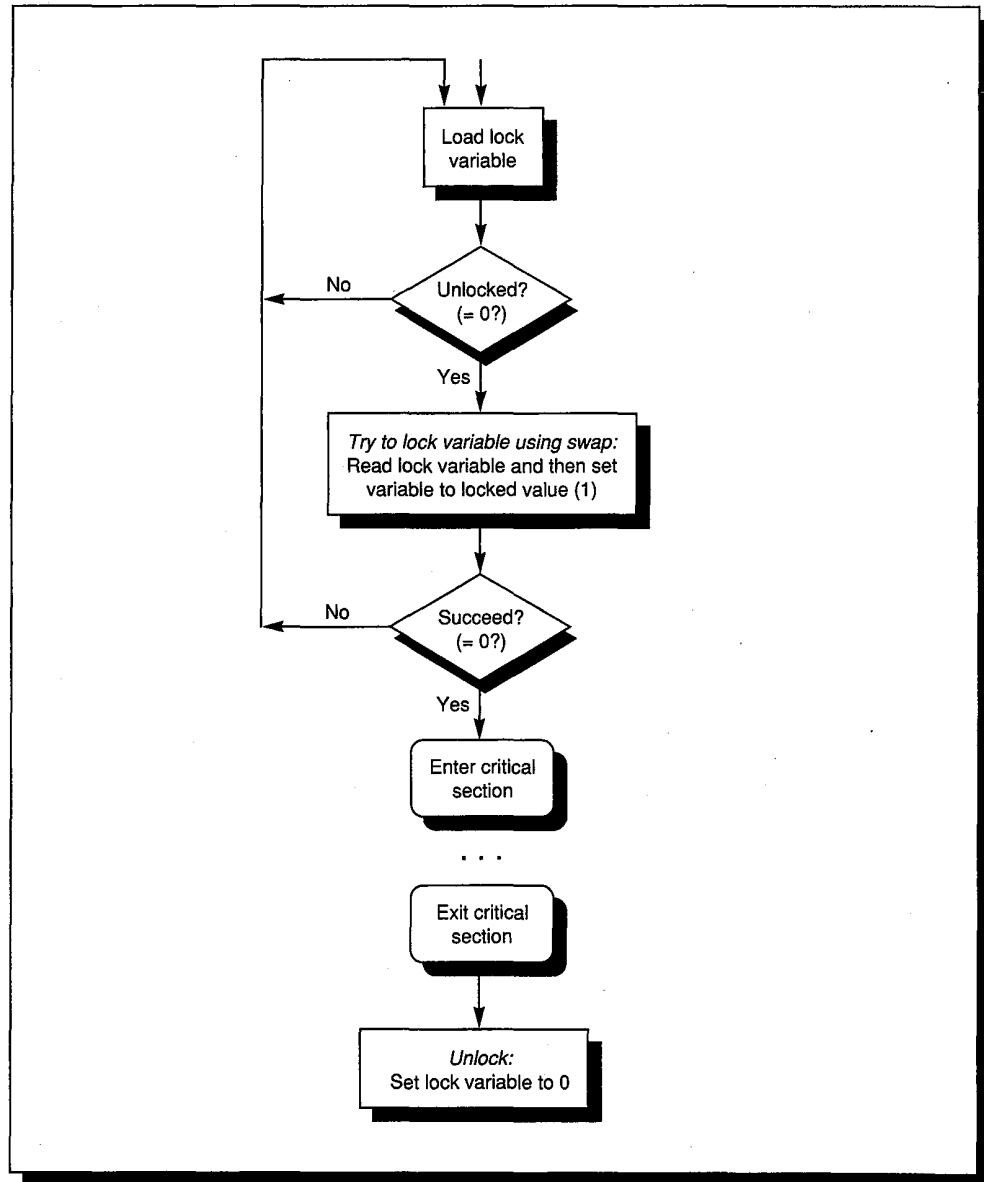 Load lock
variable
No
Unlocked?
(= 0?)
Yes
Try to lock variable using swap:
Read lock variable and then set
variable to locked value (1)
No
Succeed?
(= 0?)
Yes
Enter critical
section
. . .
Exit critical
section
Unlock:
Set lock variable to 0